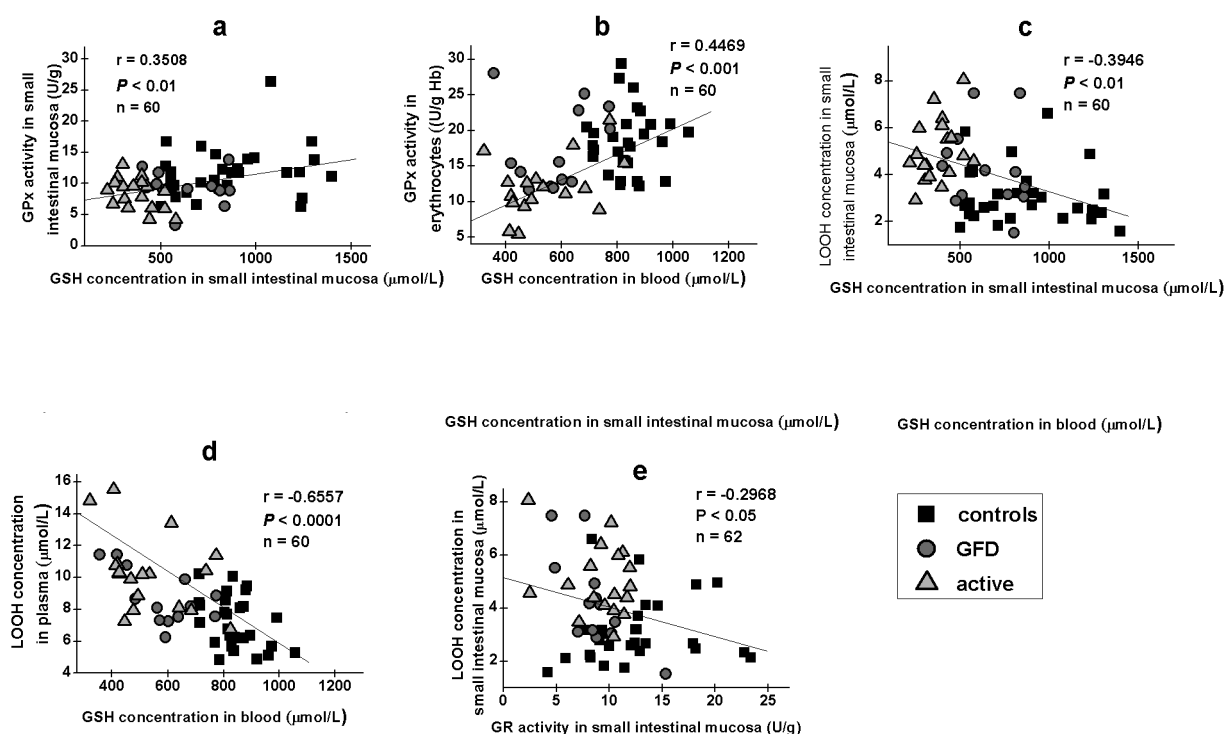 a
GPx activity in small
intestinal mucosa (U/g)
30
25
20
15
10
5
0
r = 0.3508
P < 0.01
n = 60
500
1000
1500
GSH concentration in small intestinal mucosa (μmol/L)
b
GPx activity in
erythrocytes ((U/g Hb)
30
25
20
15
10
5
r = 0.4469
P < 0.001
n = 60
400
600
800
1000
1200
GSH concentration in blood (μmol/L)
c
LOOH concentration in small
intestinal mucosa (μmol/L)
8
6
4
2
r = -0.3946
P < 0.01
n = 60
500
1000
1500
GSH concentration in small intestinal mucosa (μmol/L)
GSH concentration in small intestinal mucosa (μmol/L)
GSH concentration in blood (μmol/L)
d
LOOH concentration
in plasma (μmol/L)
16
14
12
10
8
6
4
r = -0.6557
P < 0.0001
n = 60
400
600
800
1000
1200
GSH concentration in blood (μmol/L)
e
LOOH concentration in
small intestinal mucosa (μmol/L)
8
6
4
2
r = -0.2968
P < 0.05
n = 62
0
5
10
15
20
25
GR activity in small intestinal mucosa (U/g)
controls
GFD
active